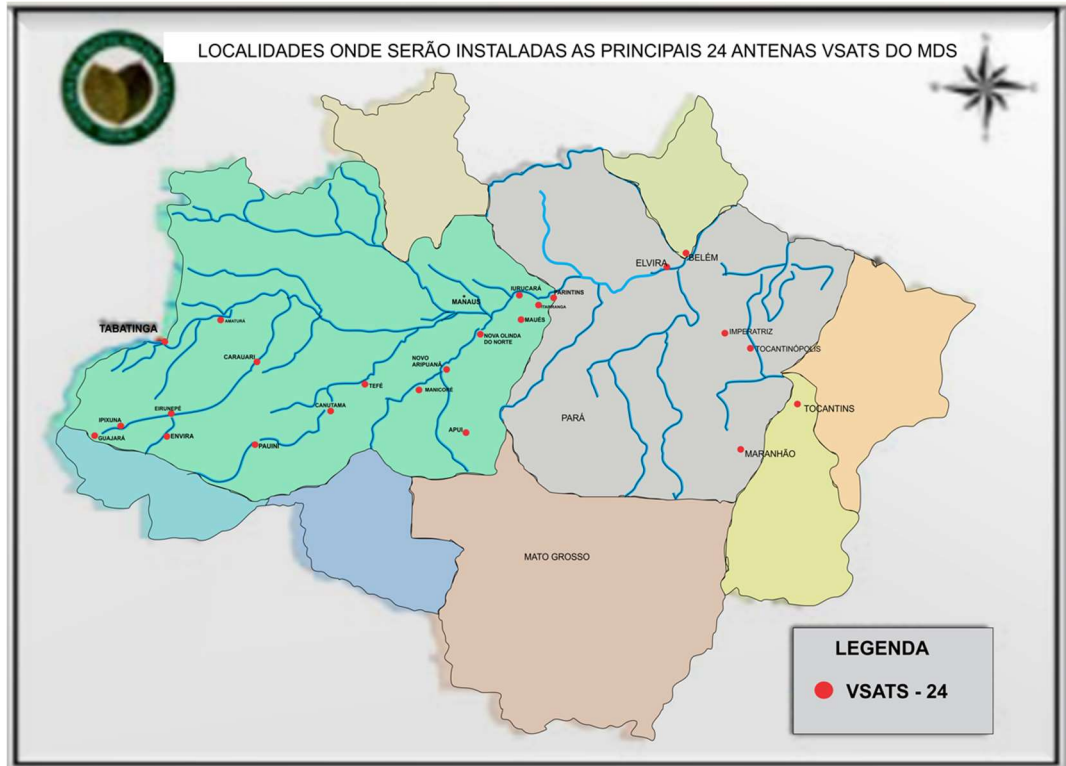 LOCALIDADES ONDE SERÃO INSTALADAS AS PRINCIPAIS 24 ANTENAS VSATS DO MDS
ELVIRA
BELÉM
IURUCARÁ
PARINTINS
MANAUS
MAUÉS
AMATURÁ
TABATINGA
NOVA OLINDA
DO NORTE
IMPERATRIZ
TOCANTINÓPOLIS
CARAUARI
NOVO
ARIPUANÃ
TEFÉ
MANICORÉ
CANUTAMA
EIRUNEPÉ
TOCANTINS
IPIXUNA
PARÁ
GUAJARÁ
ENVIRA
APUI
PAUINI
MARANHÃO
MATO GROSSO
LEGENDA
VSATS - 24